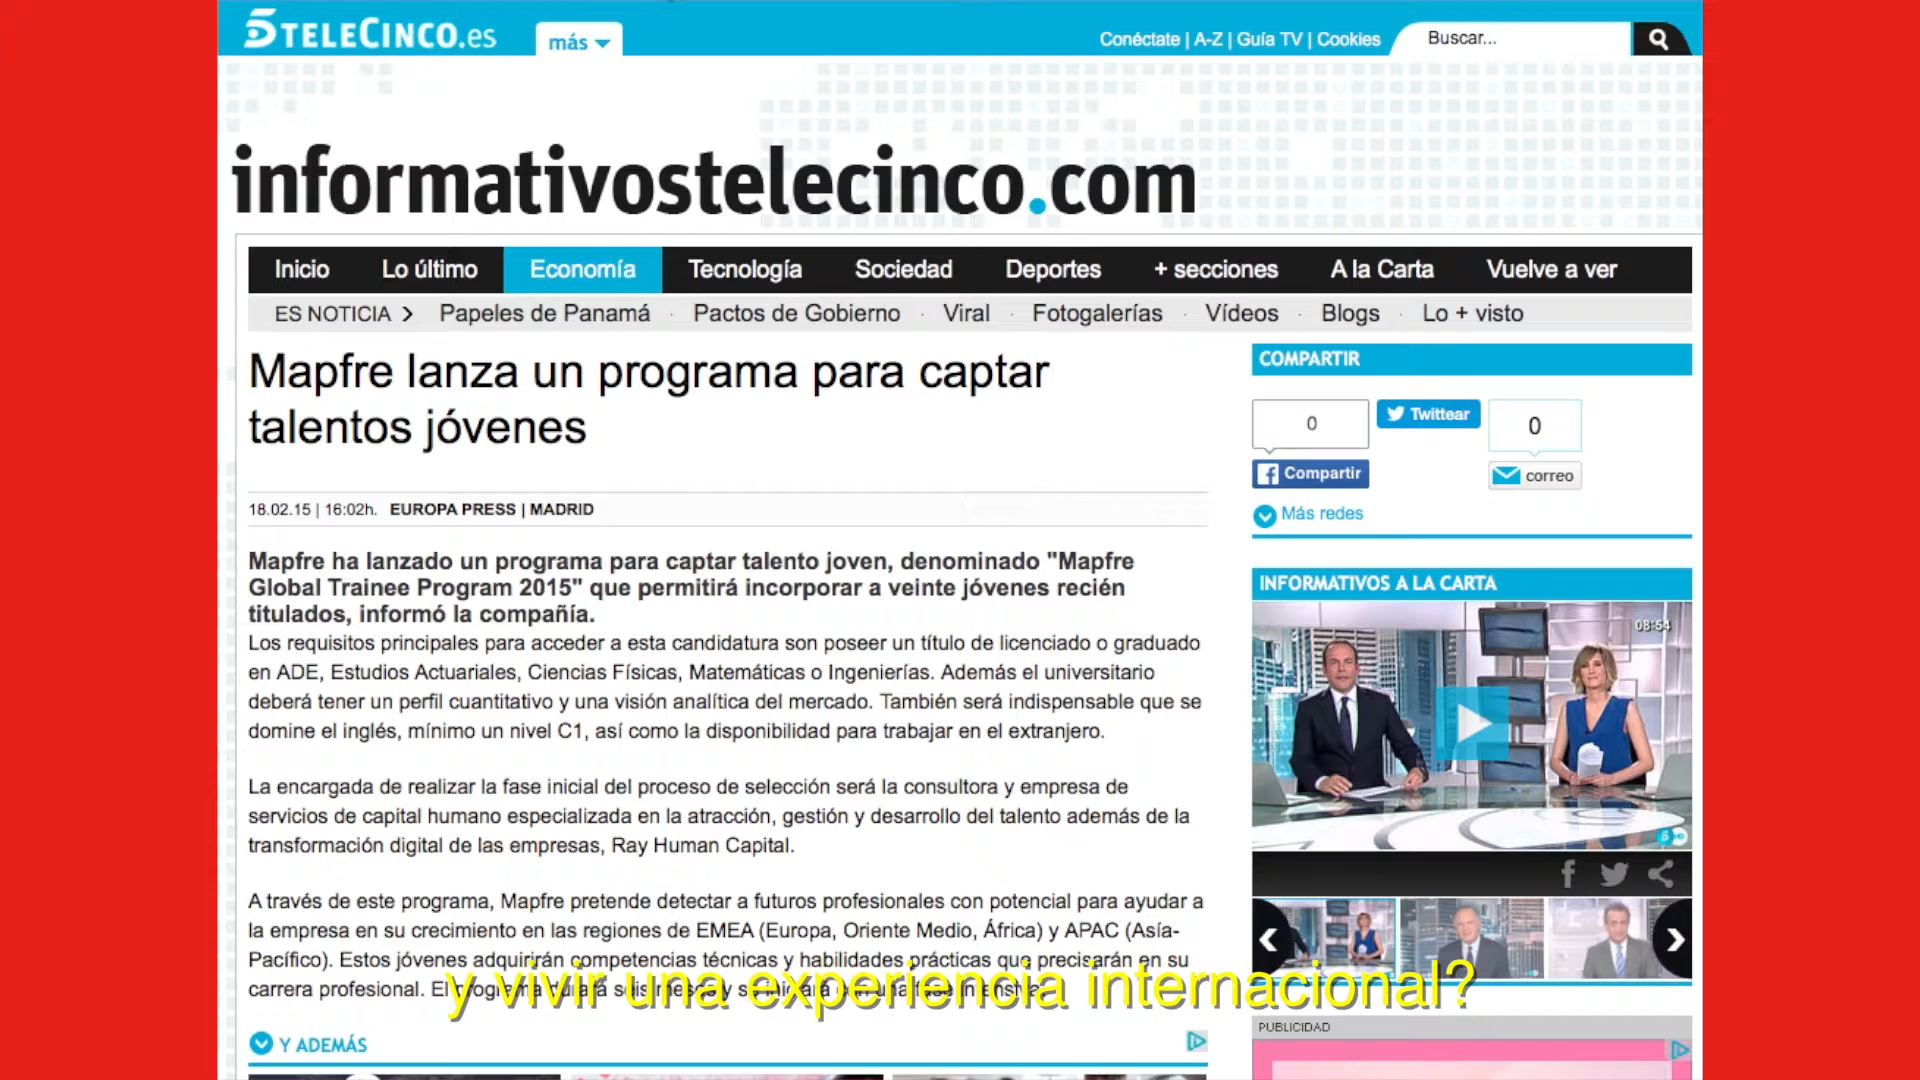 TELECINCO.es
más
Conéctate | A-Z | Guía TV | Cookies
Buscar...
informativostelecinco.com
Inicio Lo último Economía Tecnología Sociedad Deportes + secciones A la Carta Vuelve a ver
ES NOTICIA Papeles de Panamá · Pactos de Gobierno · Viral · Fotogalerías · Vídeos · Blogs · Lo + visto
Mapfre lanza un programa para captar
talentos jóvenes
18.02.15 | 16:02h. EUROPA PRESS | MADRID
Mapfre ha lanzado un programa para captar talento joven, denominado "Mapfre
Global Trainee Program 2015" que permitirá incorporar a veinte jóvenes recién
titulados, informó la compañía.
Los requisitos principales para acceder a esta candidatura son poseer un título de licenciado o graduado
en ADE, Estudios Actuariales, Ciencias Físicas, Matemáticas o Ingenierías. Además el universitario
deberá tener un perfil cuantitativo y una visión analítica del mercado. También será indispensable que se
domine el inglés, mínimo un nivel C1, así como la disponibilidad para trabajar en el extranjero.
La encargada de realizar la fase inicial del proceso de selección será la consultora y empresa de
servicios de capital humano especializada en la atracción, gestión y desarrollo del talento además de la
transformación digital de las empresas, Ray Human Capital.
A través de este programa, Mapfre pretende detectar a futuros profesionales con potencial para ayudar a
la empresa en su crecimiento en las regiones de EMEA (Europa, Oriente Medio, África) y APAC (Asía-
Pacífico). Estos jóvenes adquirirán competencias técnicas y habilidades prácticas que precisarán en su
carrera profesional. El programa durará seis meses y se iniciará con una fase intensiva
y vivir una experiencia internacional?
Y ADEMÁS
COMPARTIR
0
Twittear
0
Compartir
correo
Más redes
INFORMATIVOS A LA CARTA
08:54
PUBLICIDAD